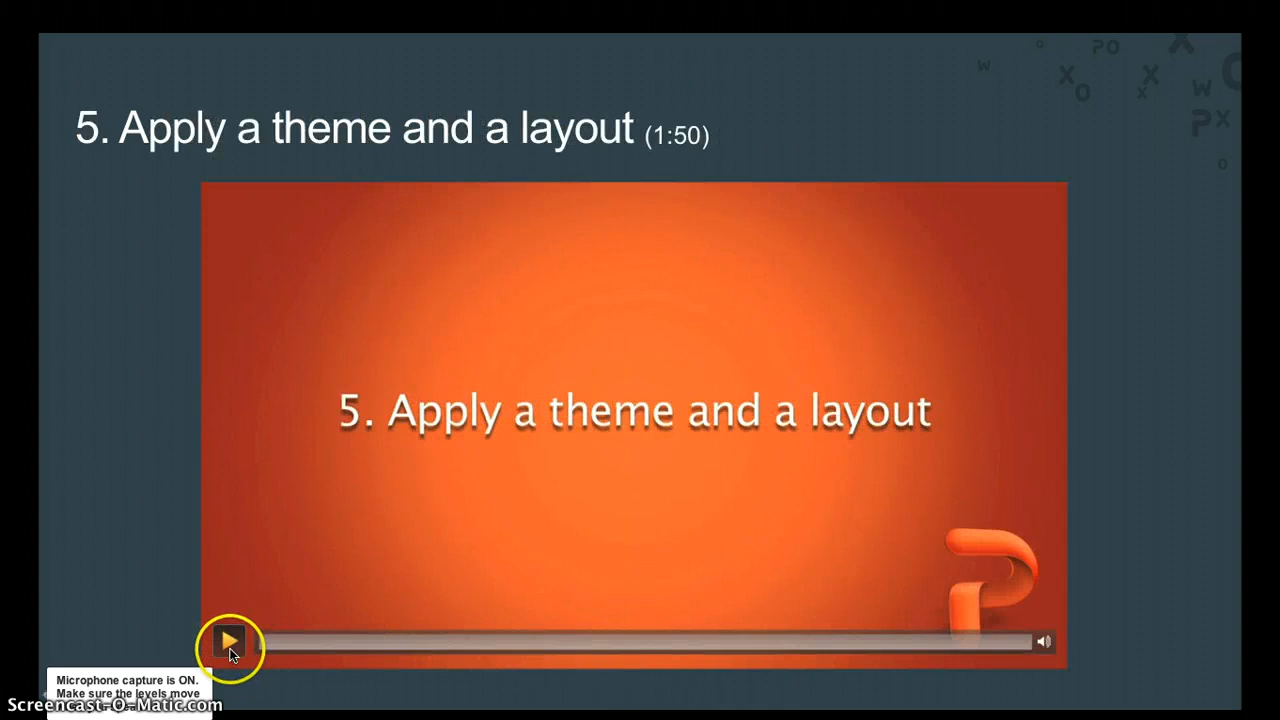 5. Apply a theme and a layout (1:50)
5. Apply a theme and a layout
Microphone capture is ON.
Make sure the levels move
Screencast-O-Matic.com